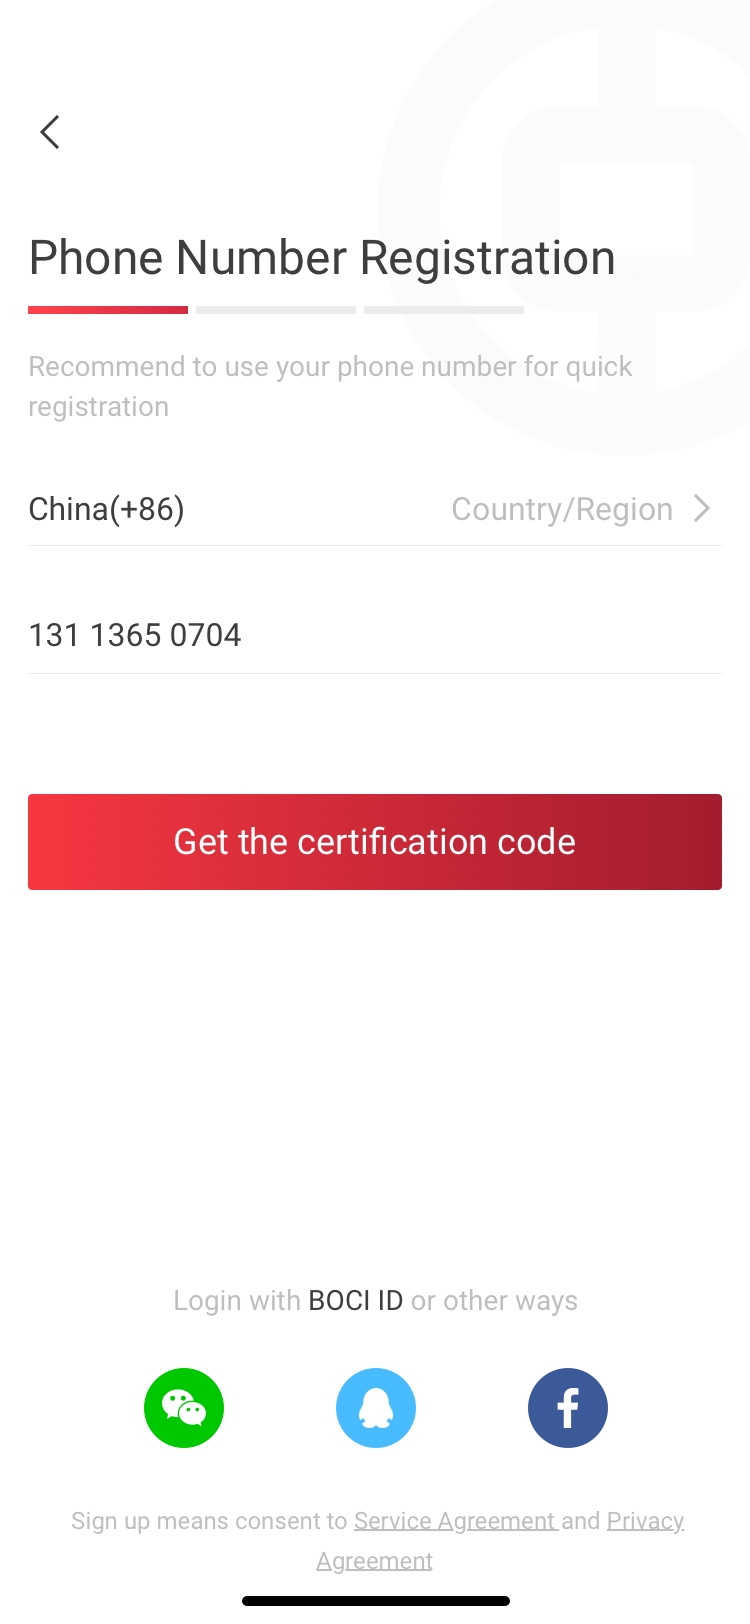 Phone Number Registration
Recommend to use your phone number for quick
registration
China(+86) Country/Region
131 1365 0704
Get the certification code
Login with BOCI ID or other ways
Sign up means consent to Service Agreement and Privacy
Agreement